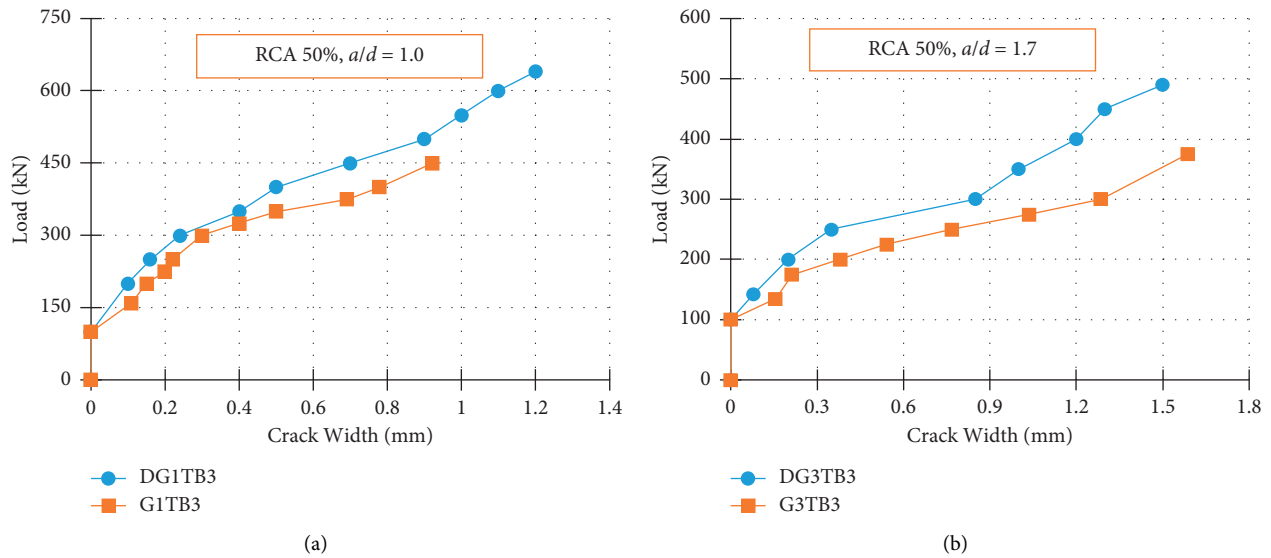 750
600
450
300
150
0
Load (kN)
RCA 50%, a/d = 1.0
0 0.2 0.4 0.6 0.8 1 1.2 1.4
Crack Width (mm)
DG1TB3
G1TB3
(a)
600
500
400
300
200
100
0
Load (kN)
RCA 50%, a/d = 1.7
0 0.3 0.6 0.9 1.2 1.5 1.8
Crack Width (mm)
DG3TB3
G3TB3
(b)